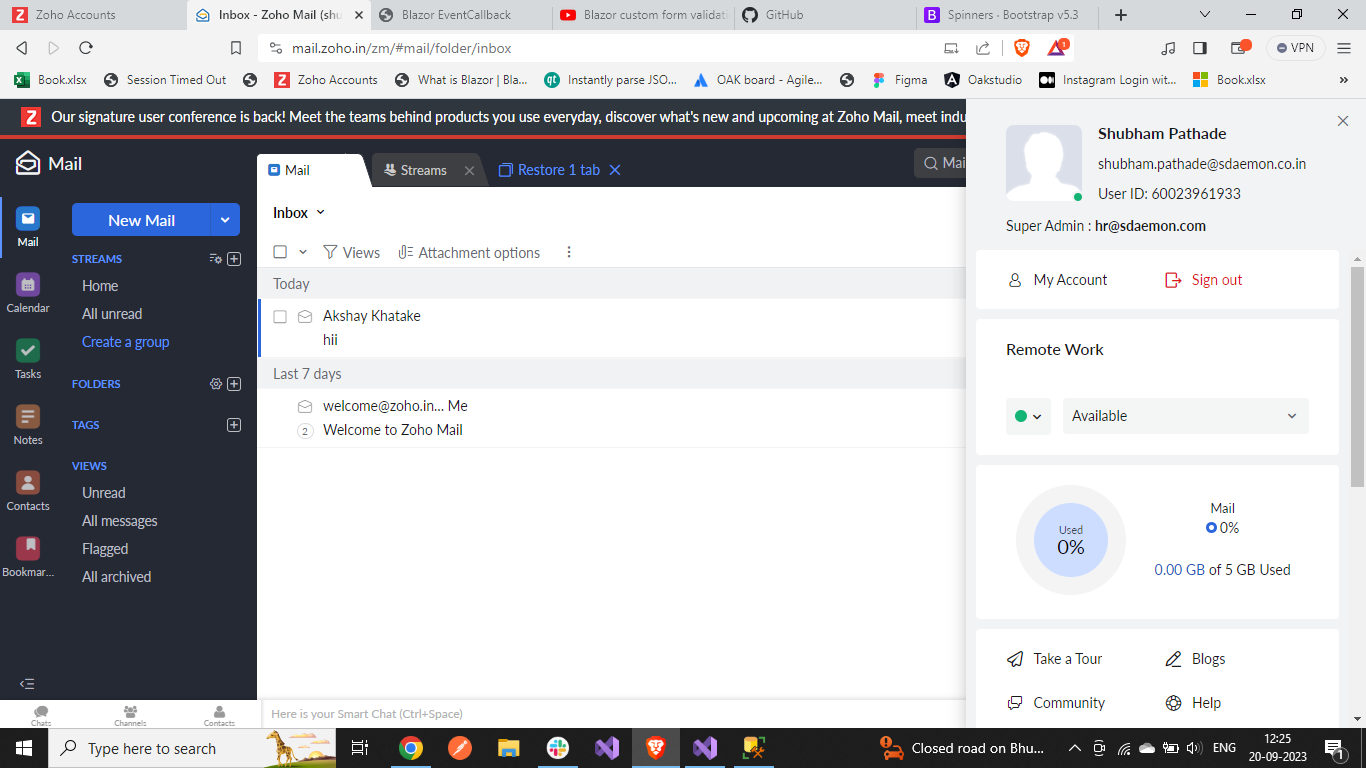 Zoho Accounts
Inbox - Zoho Mail (shu
Blazor EventCallback
Blazor custom form validat
GitHub
Spinners · Bootstrap v5.3
mail.zoho.in/zm/#mail/folder/inbox
1
VPN
Book.xlsx
Session Timed Out
Zoho Accounts
What is Blazor | Bla...
qt
Instantly parse JSO...
OAK board - Agile...
Figma
Oakstudio
Instagram Login wit...
Book.xlsx
Our signature user conference is back! Meet the teams behind products you use everyday, discover what's new and upcoming at Zoho Mail, meet indu
Mail
Mail
Streams
Restore 1 tab
Mai
Shubham Pathade
shubham.pathade@sdaemon.co.in
User ID: 60023961933
Super Admin : hr@sdaemon.com
My Account
Sign out
Remote Work
Available
Used
0%
Mail
0%
0.00 GB of 5 GB Used
Take a Tour
Blogs
Community
Help
Mail
Calendar
Tasks
Notes
Contacts
Bookmar...
New Mail
STREAMS
Home
All unread
Create a group
FOLDERS
TAGS
VIEWS
Unread
All messages
Flagged
All archived
Inbox
Views
Attachment options
Today
Akshay Khatake
hii
Last 7 days
welcome@zoho.in... Me
2
Welcome to Zoho Mail
Chats
Channels
Contacts
Here is your Smart Chat (Ctrl+Space)
Type here to search
Closed road on Bhu...
ENG
12:25
20-09-2023
1